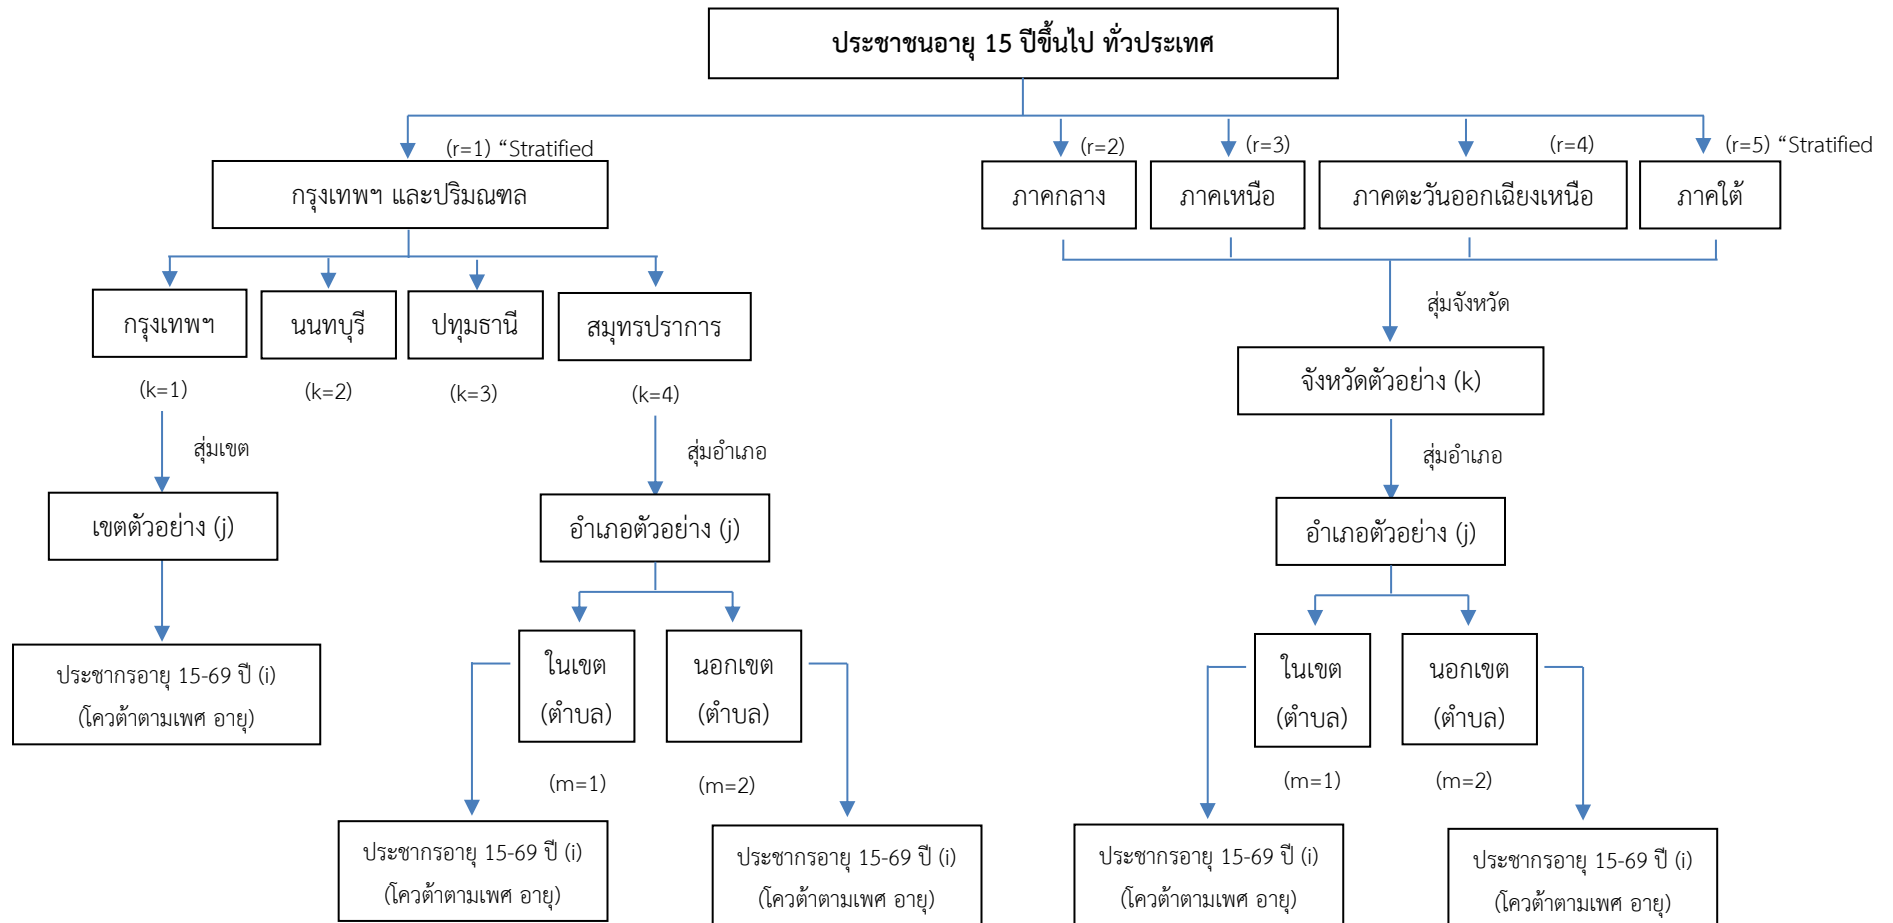 ประชาชนอายุ 15 ปีขึ้นไป ทั่วประเทศ
(r=1) “Stratified
(r=2)
(r=3)
(r=4)
(r=5) “Stratified
กรุงเทพฯ และปริมณฑล
ภาคกลาง
ภาคเหนือ
ภาคตะวันออกเฉียงเหนือ
ภาคใต้
กรุงเทพฯ
นนทบุรี
ปทุมธานี
สมุทรปราการ
สุ่มจังหวัด
(k=1)
(k=2)
(k=3)
(k=4)
จังหวัดตัวอย่าง (k)
สุ่มเขต
สุ่มอำเภอ
สุ่มอำเภอ
เขตตัวอย่าง (j)
อำเภอตัวอย่าง (j)
อำเภอตัวอย่าง (j)
ประชากรอายุ 15-69 ปี (i)
(โควต้าตามเพศ อายุ)
ในเขต
(ตำบล)
นอกเขต
(ตำบล)
ในเขต
(ตำบล)
นอกเขต
(ตำบล)
(m=1)
(m=2)
(m=1)
(m=2)
ประชากรอายุ 15-69 ปี (i)
(โควต้าตามเพศ อายุ)
ประชากรอายุ 15-69 ปี (i)
(โควต้าตามเพศ อายุ)
ประชากรอายุ 15-69 ปี (i)
(โควต้าตามเพศ อายุ)
ประชากรอายุ 15-69 ปี (i)
(โควต้าตามเพศ อายุ)